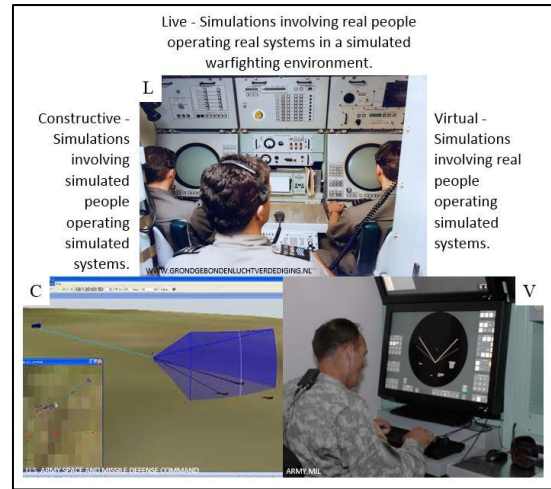 Live - Simulations involving real people
operating real systems in a simulated
warfighting environment.
L
Constructive -
Simulations
involving
simulated
people
operating
simulated
systems.
Virtual -
Simulations
involving real
people
operating
simulated
systems.
WWW.GRONDGEBONDENLUCHTVERDEDIGING.NL
C
V
U.S. ARMY SPACE AND MISSILE DEFENSE COMMAND
ARMY.MIL